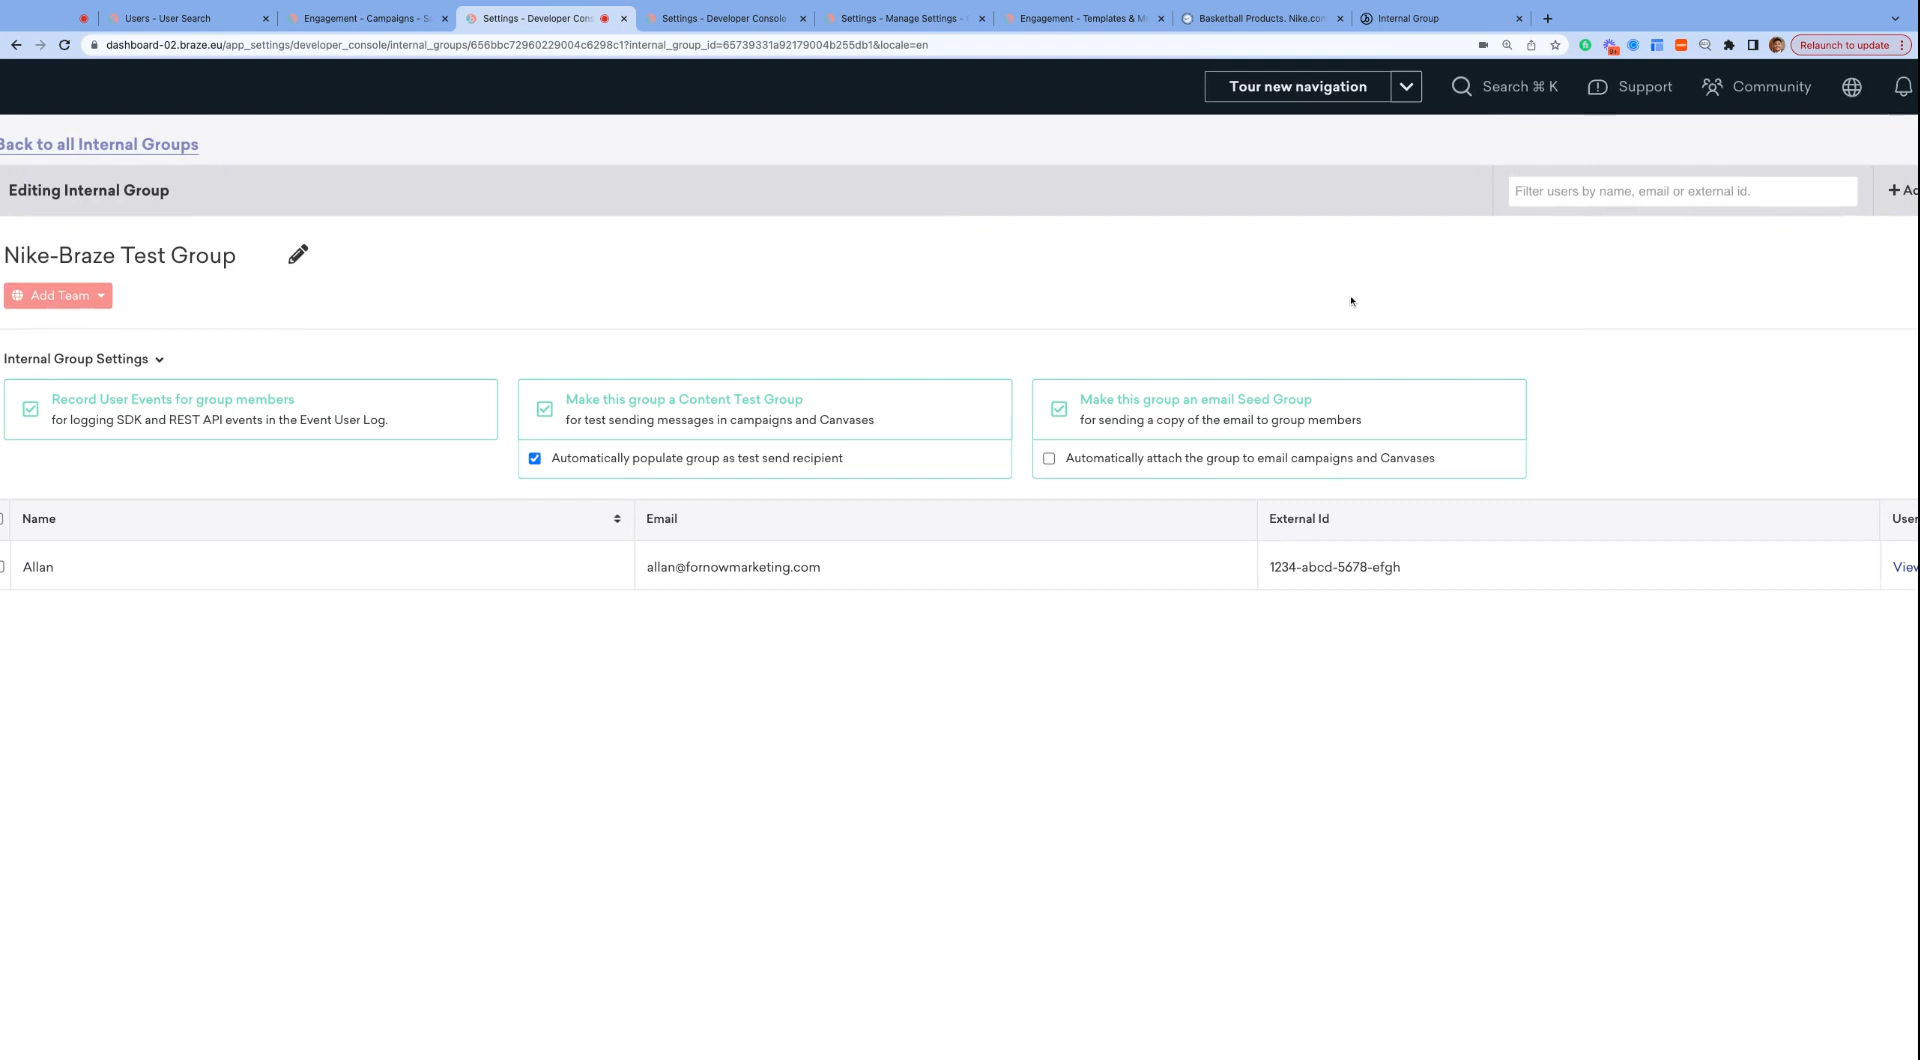 Users - User Search
Engagement - Campaigns - S
Settings - Developer Con
Settings - Developer Console
Settings - Manage Settings -
Engagement - Templates & M
Basketball Products. Nike.com
Internal Group
dashboard-02.braze.eu/app_settings/developer_console/internal_groups/656bbc72960229004c6298c1?internal_group_id=65739331a92179004b255db1&locale=en
Relaunch to update
Tour new navigation
Search ⌘ K
Support
Community
Back to all Internal Groups
Editing Internal Group
Filter users by name, email or external id.
+ Ad
Nike-Braze Test Group
Add Team
Internal Group Settings
Record User Events for group members
for logging SDK and REST API events in the Event User Log.
Make this group a Content Test Group
for test sending messages in campaigns and Canvases
Automatically populate group as test send recipient
Make this group an email Seed Group
for sending a copy of the email to group members
Automatically attach the group to email campaigns and Canvases
Name
Email
External Id
User
Allan
allan@fornowmarketing.com
1234-abcd-5678-efgh
View